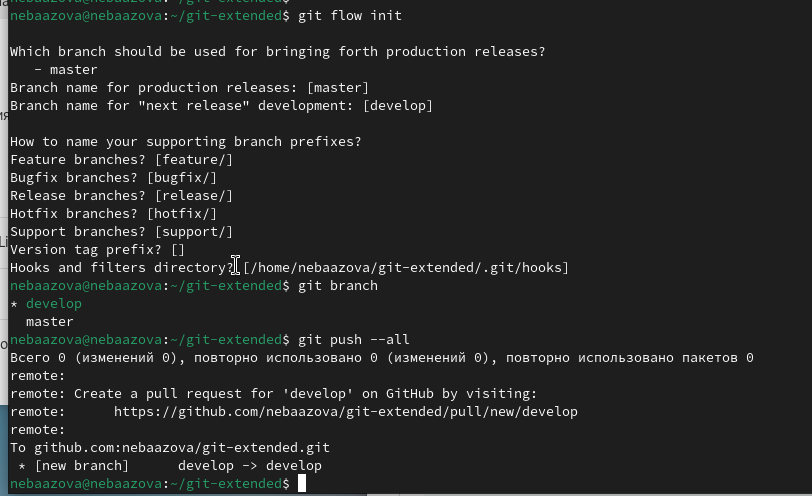 nebaazova@nebaazova:~/git-extended$ git flow init

Which branch should be used for bringing forth production releases?
   - master
Branch name for production releases: [master]
Branch name for "next release" development: [develop]

How to name your supporting branch prefixes?
Feature branches? [feature/]
Bugfix branches? [bugfix/]
Release branches? [release/]
Hotfix branches? [hotfix/]
Support branches? [support/]
Version tag prefix? []
Hooks and filters directory? [/home/nebaazova/git-extended/.git/hooks]
nebaazova@nebaazova:~/git-extended$ git branch
* develop
  master
nebaazova@nebaazova:~/git-extended$ git push --all
Всего 0 (изменений 0), повторно использовано 0 (изменений 0), повторно использовано пакетов 0
remote:
remote: Create a pull request for 'develop' on GitHub by visiting:
remote:      https://github.com/nebaazova/git-extended/pull/new/develop
remote:
To github.com:nebaazova/git-extended.git
 * [new branch]      develop -> develop
nebaazova@nebaazova:~/git-extended$